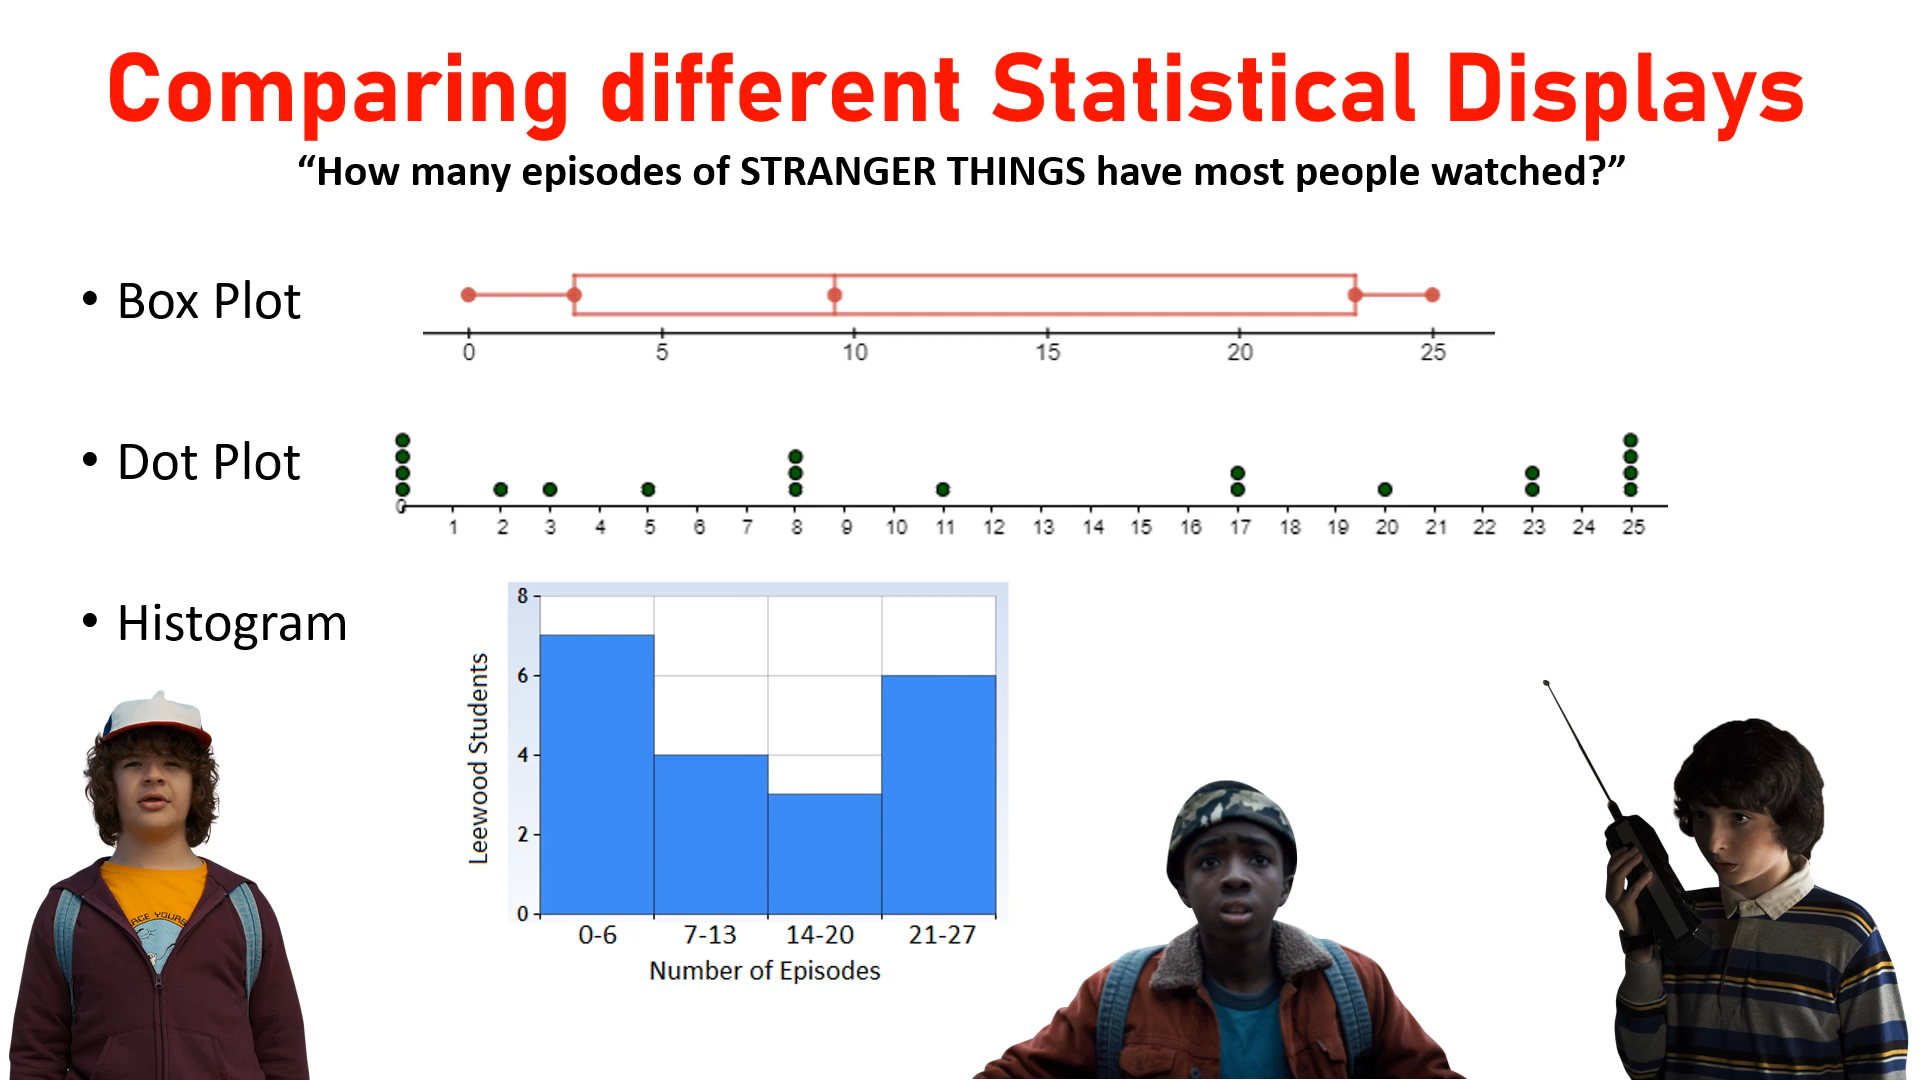 Comparing different Statistical Displays
“How many episodes of STRANGER THINGS have most people watched?”
• Box Plot
0 5 10 15 20 25
• Dot Plot
0 1 2 3 4 5 6 7 8 9 10 11 12 13 14 15 16 17 18 19 20 21 22 23 24 25
• Histogram
8
6
4
2
0
Leewood Students
0-6 7-13 14-20 21-27
Number of Episodes